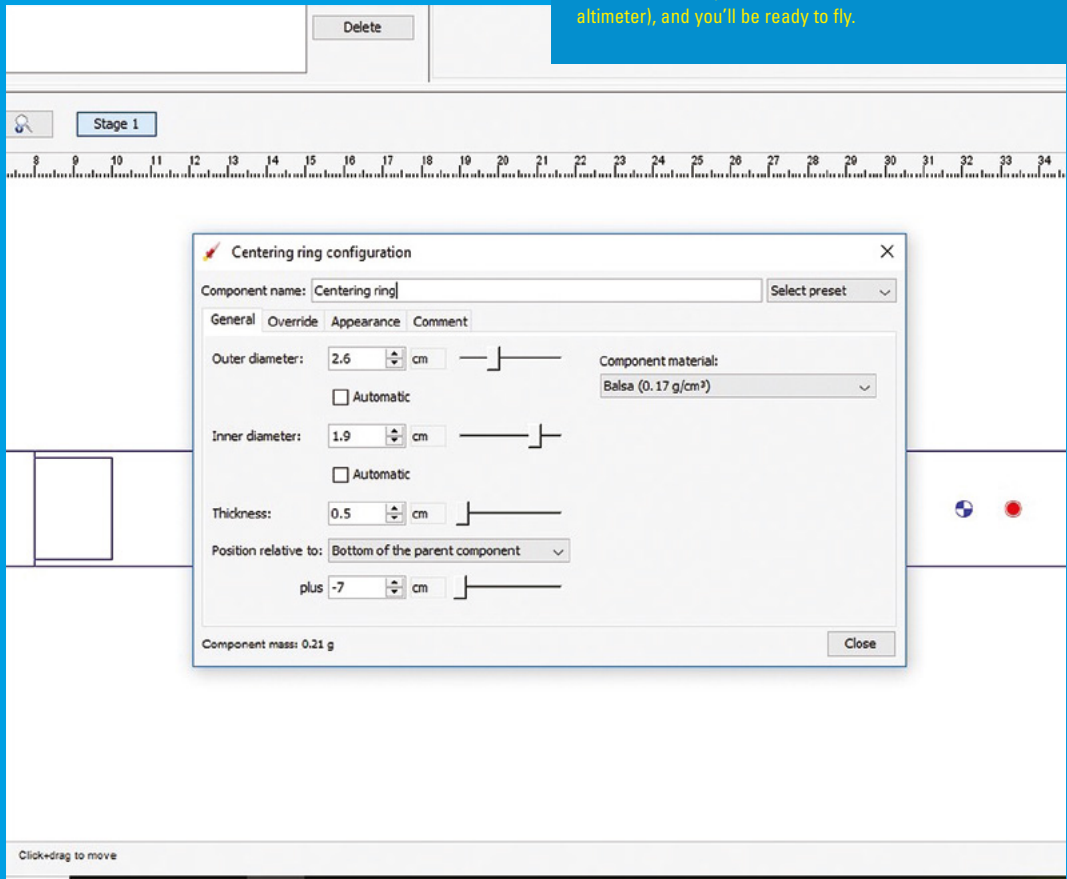 altimeter), and you'll be ready to fly.
Delete
Stage 1
8 9 10 11 12 13 14 15 16 17 18 19 20 21 22 23 24 25 26 27 28 29 30 31 32 33 34
Centering ring configuration
Component name: Centering ring Select preset
General Override Appearance Comment
Outer diameter: 2.6 cm
Component material:
Balsa (0.17 g/cm³)
Automatic
Inner diameter: 1.9 cm
Automatic
Thickness: 0.5 cm
Position relative to: Bottom of the parent component
plus -7 cm
Component mass: 0.21 g
Close
Click+drag to move